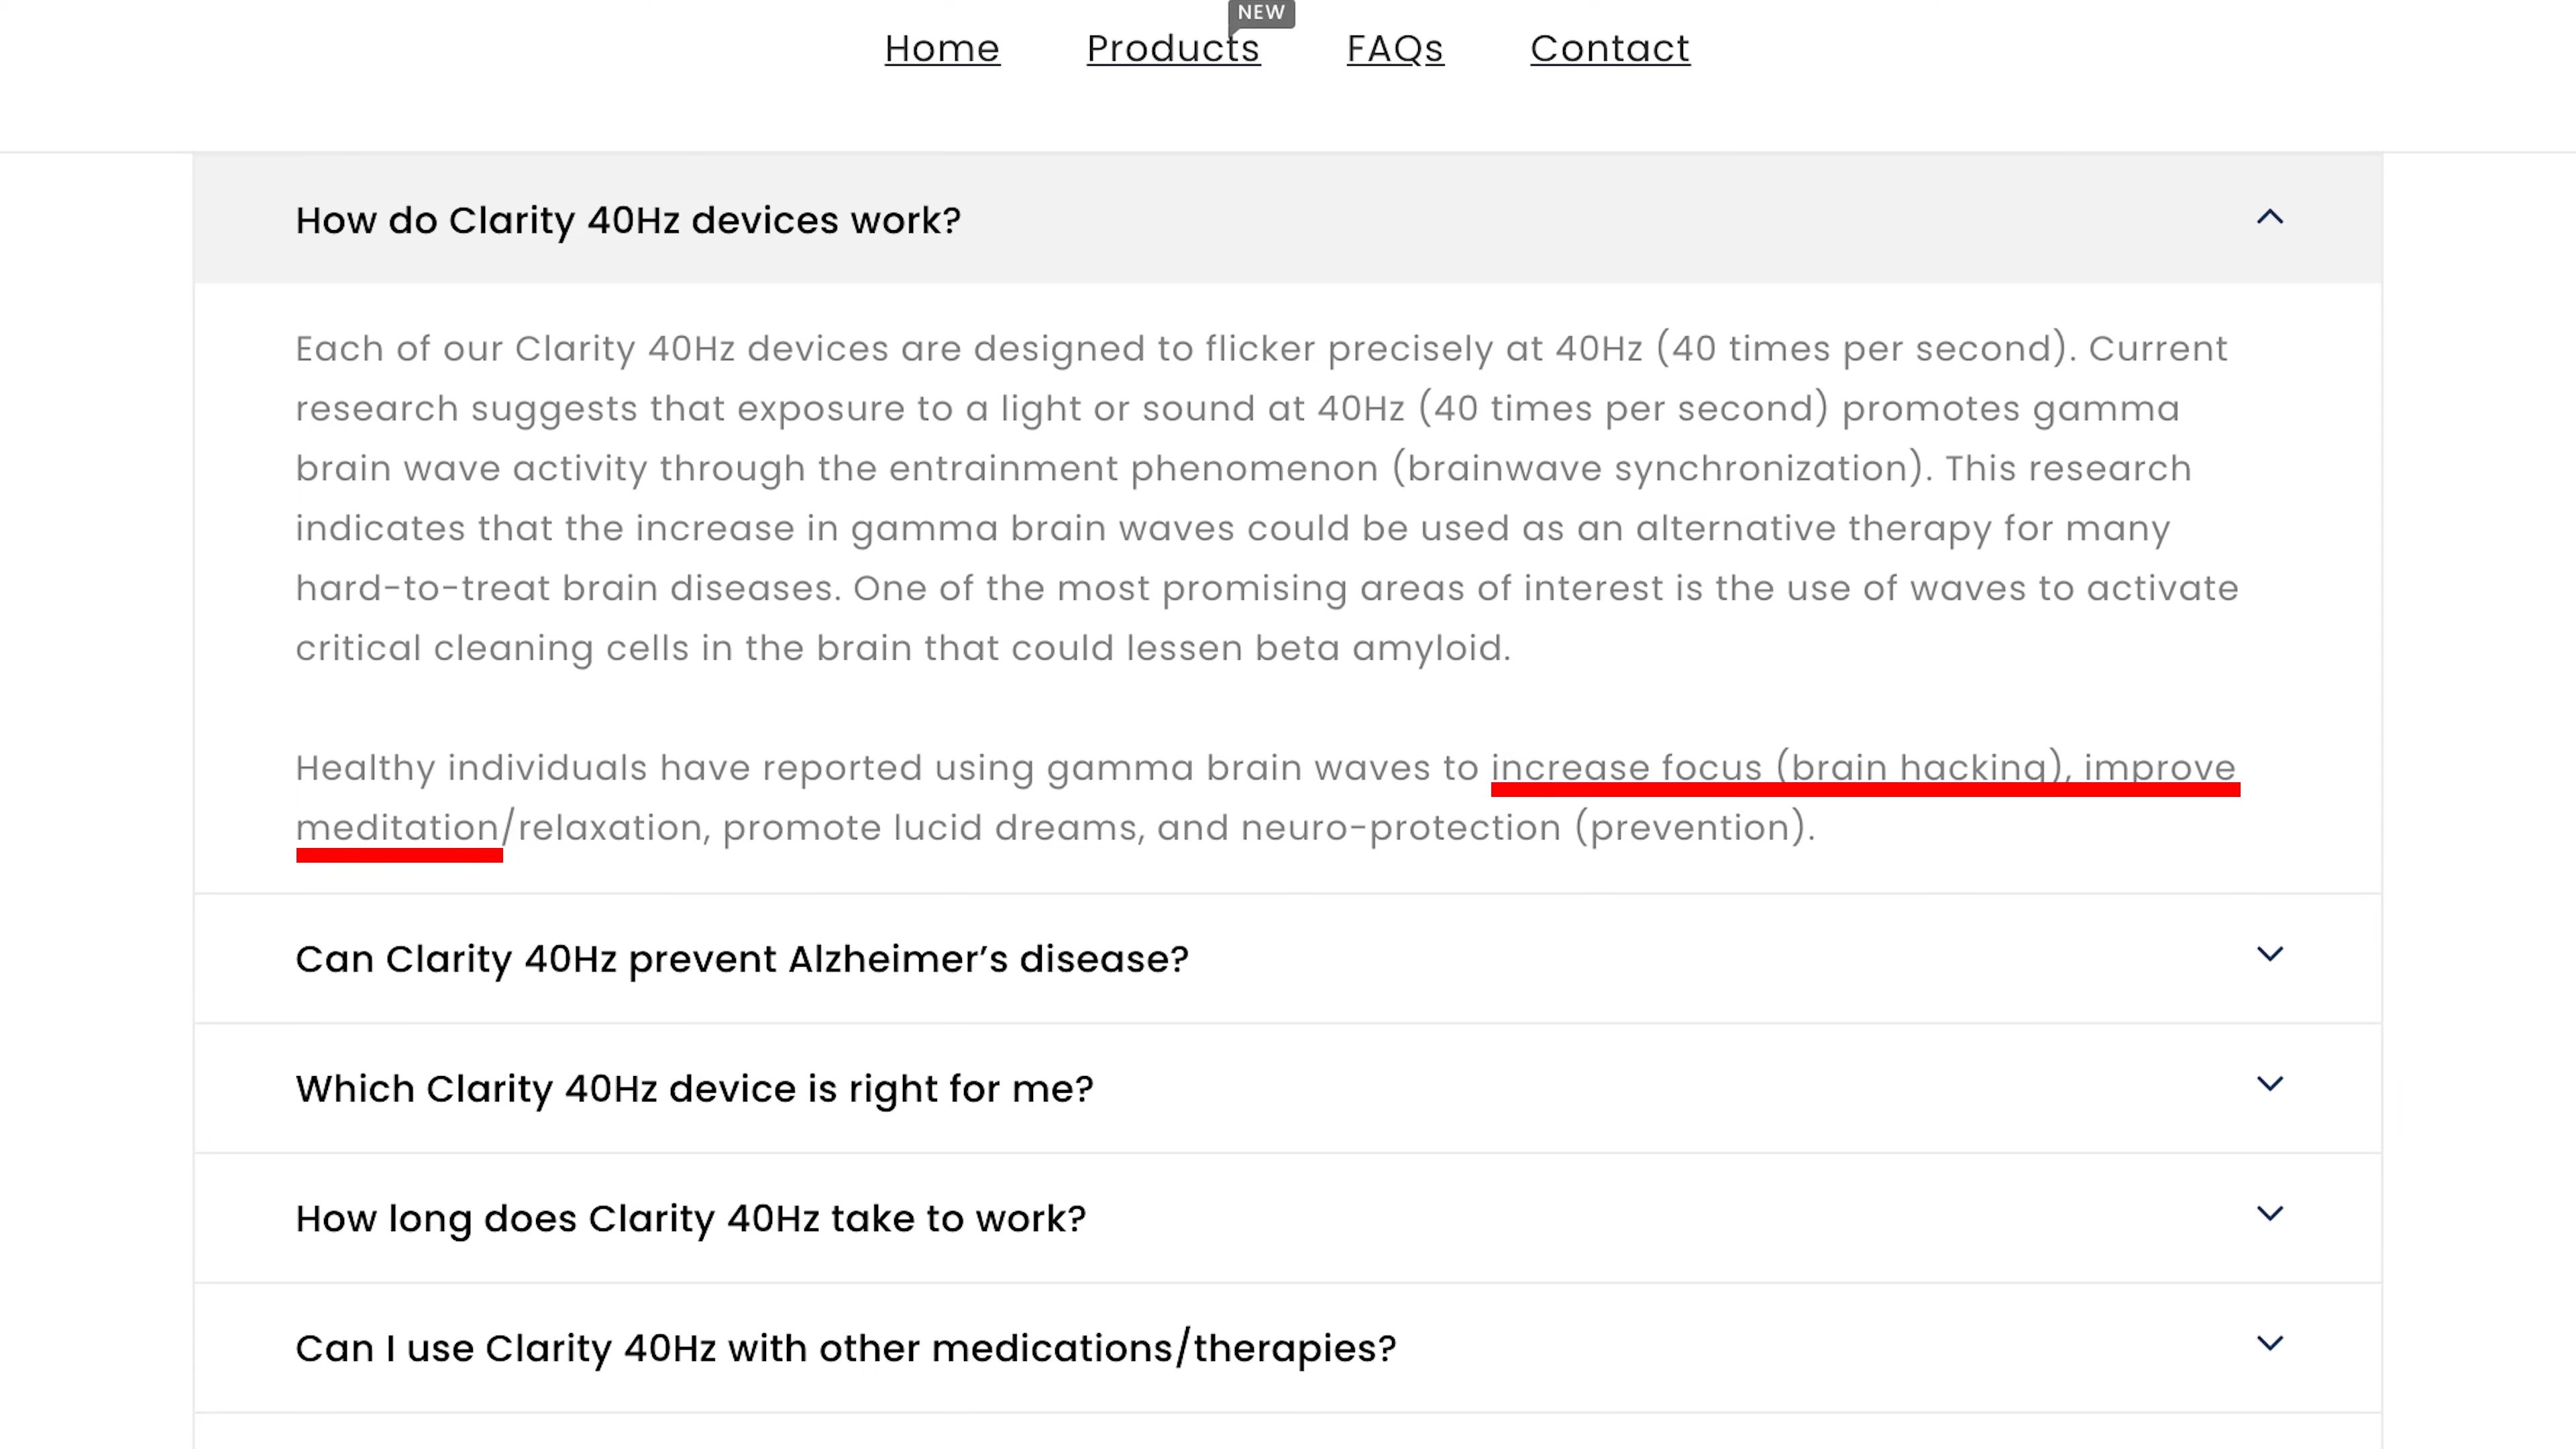 NEW
Home Products FAQs Contact
How do Clarity 40Hz devices work?
Each of our Clarity 40Hz devices are designed to flicker precisely at 40Hz (40 times per second). Current
research suggests that exposure to a light or sound at 40Hz (40 times per second) promotes gamma
brain wave activity through the entrainment phenomenon (brainwave synchronization). This research
indicates that the increase in gamma brain waves could be used as an alternative therapy for many
hard-to-treat brain diseases. One of the most promising areas of interest is the use of waves to activate
critical cleaning cells in the brain that could lessen beta amyloid.
Healthy individuals have reported using gamma brain waves to increase focus (brain hacking), improve
meditation/relaxation, promote lucid dreams, and neuro-protection (prevention).
Can Clarity 40Hz prevent Alzheimer’s disease?
Which Clarity 40Hz device is right for me?
How long does Clarity 40Hz take to work?
Can I use Clarity 40Hz with other medications/therapies?